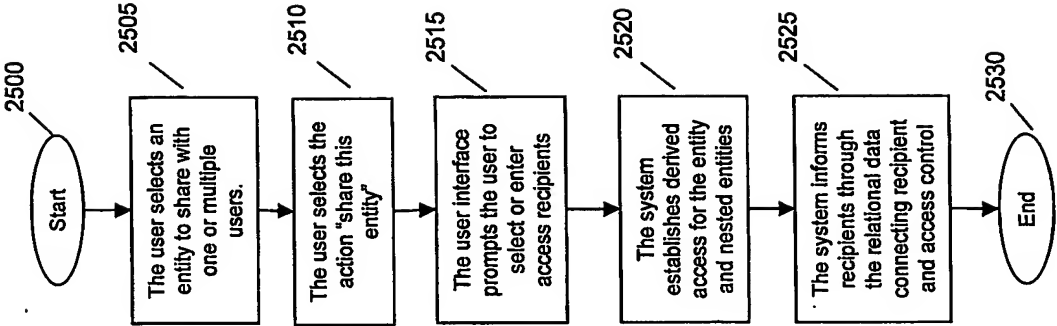 2500
Start
2505
The user selects an
entity to share with
one or multiple
users.
2510
The user selects the
action "share this
entity"
2515
The user interface
prompts the user to
select or enter
access recipients
2520
The system
establishes derived
access for the entity
and nested entities
2525
The system informs
recipients through
the relational data
connecting recipient
and access control
2530
End